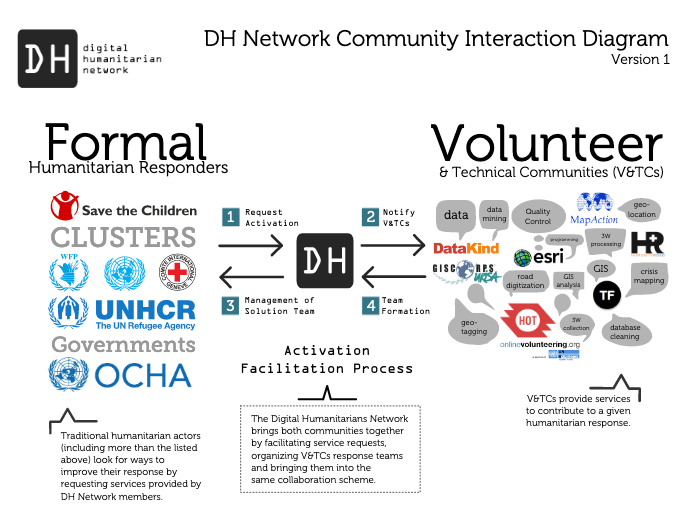 DH
digital
humanitarian
network
DH Network Community Interaction Diagram
Version 1
Formal
Humanitarian Responders
Volunteer
& Technical Communities (V&TCs)
Save the Children
CLUSTERS
WFP
COMITE INTERNATIONAL
GENEVE
UNHCR
The UN Refugee Agency
Governments
OCHA
1 Request
Activation
2 Notify
V&TCs
DH
3 Management of
Solution Team
4 Team
Formation
Activation
Facilitation Process
data
data
mining
Quality
Control
MapAction
geo-
location
DataKind
programming
esri
3W
processing
HR
GISCORPS
URISA
road
digitization
GIS
analysis
GIS
TF
crisis
mapping
geo-
tagging
HOT
3W
collection
database
cleaning
onlinevolunteering.org
Traditional humanitarian actors
(including more than the listed
above) look for ways to
improve their response by
requesting services provided by
DH Network members.
The Digital Humanitarians Network
brings both communities together
by facilitating service requests,
organizing V&TCs response teams
and bringing them into the
same collaboration scheme.
V&TCs provide services
to contribute to a given
humanitarian response.